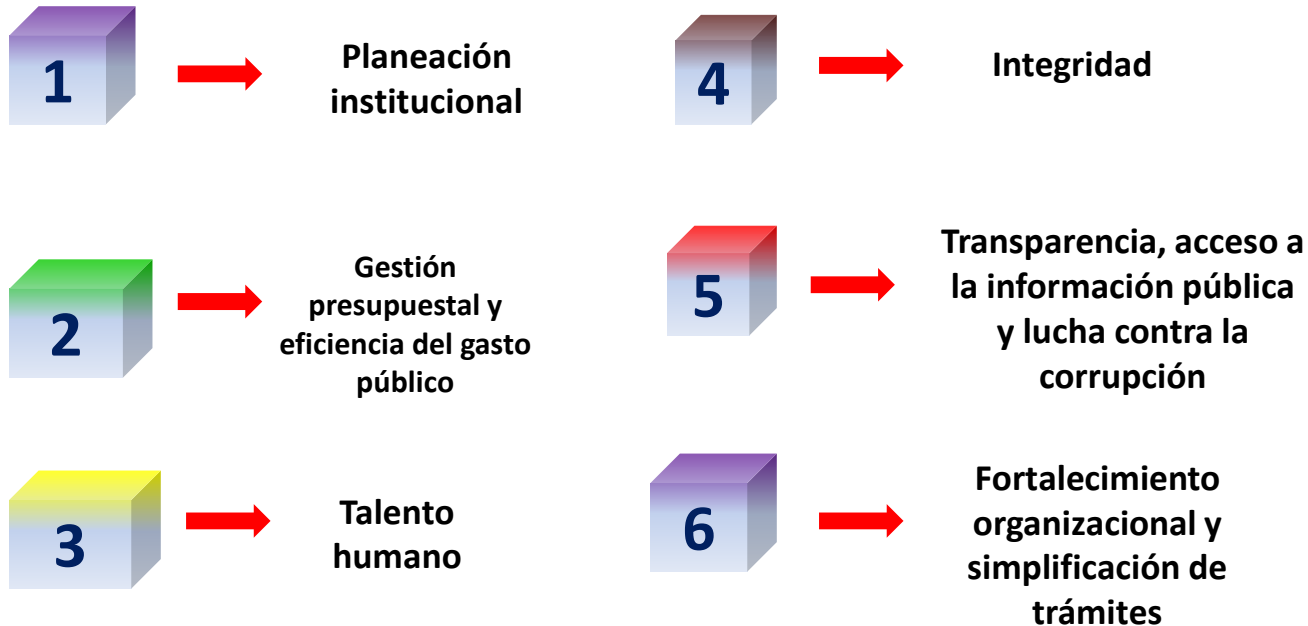 1
Planeación
institucional
2
Gestión
presupuestal y
eficiencia del gasto
público
3
Talento
humano
4
Integridad
5
Transparencia, acceso a
la información pública
y lucha contra la
corrupción
6
Fortalecimiento
organizacional y
simplificación de
trámites